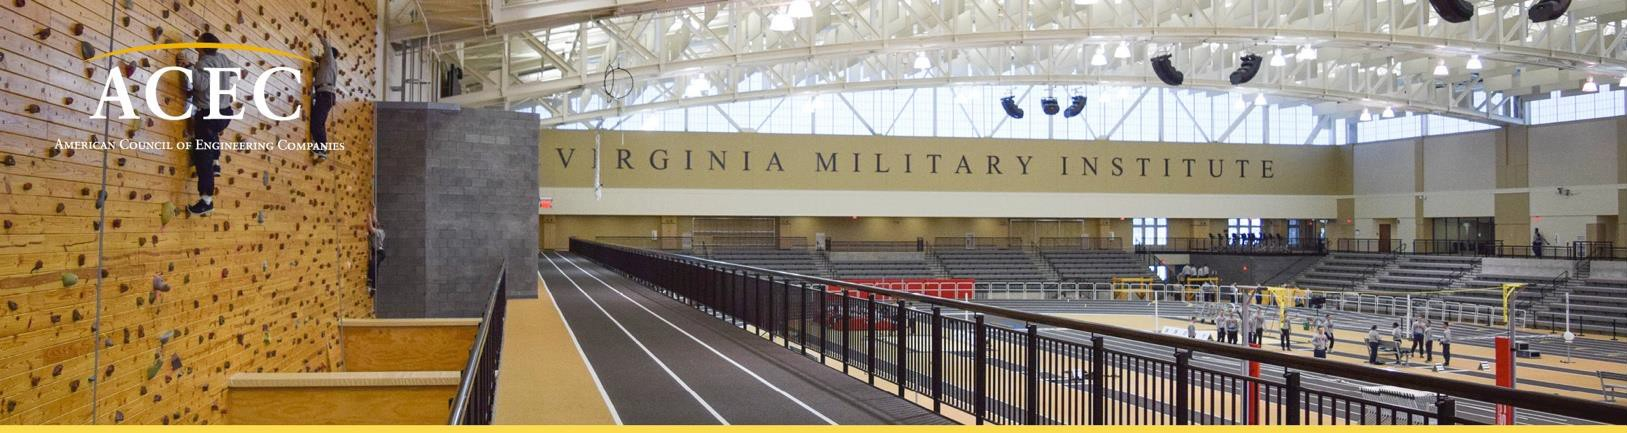 ACEC
AMERICAN COUNCIL OF ENGINEERING COMPANIES
VIRGINIA MILITARY INSTITUTE